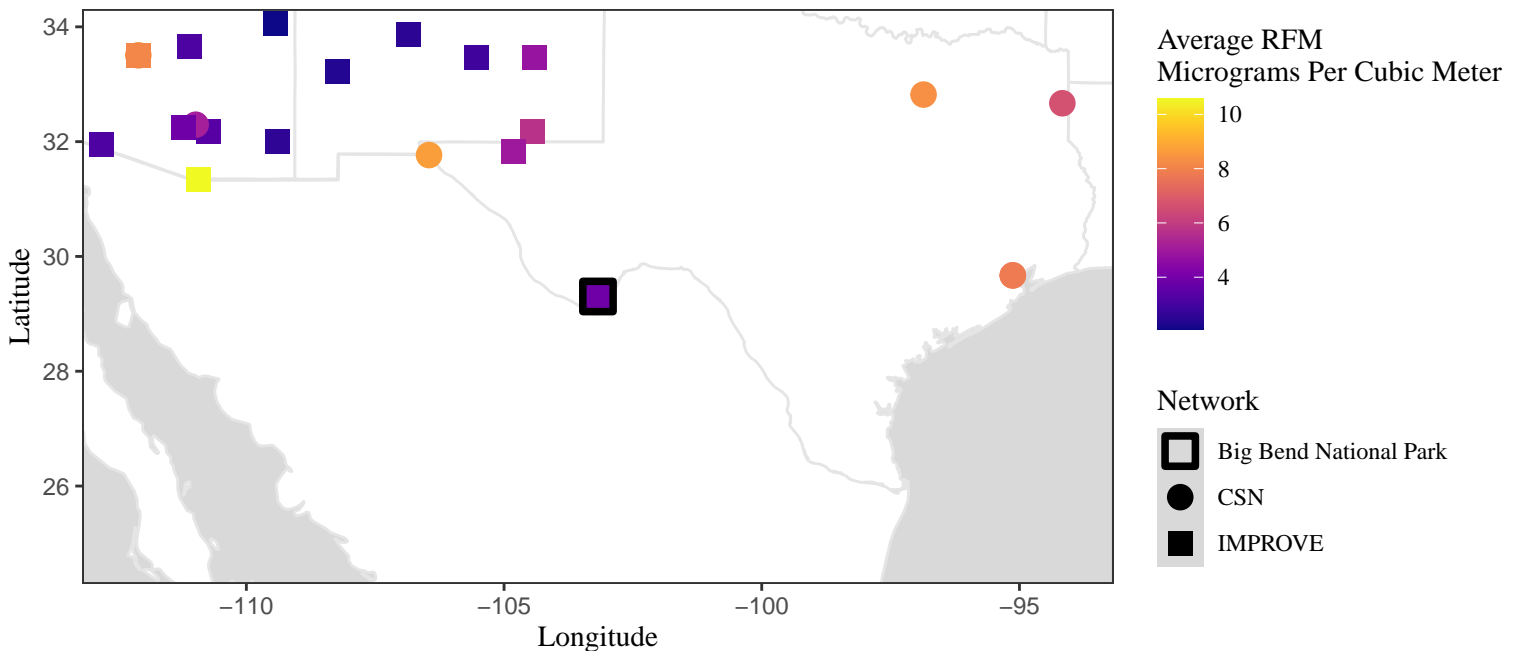 34
32
30
28
26
Latitude
−110
−105
−100
−95
Longitude
Average RFM
Micrograms Per Cubic Meter
10
8
6
4
Network
Big Bend National Park
CSN
IMPROVE